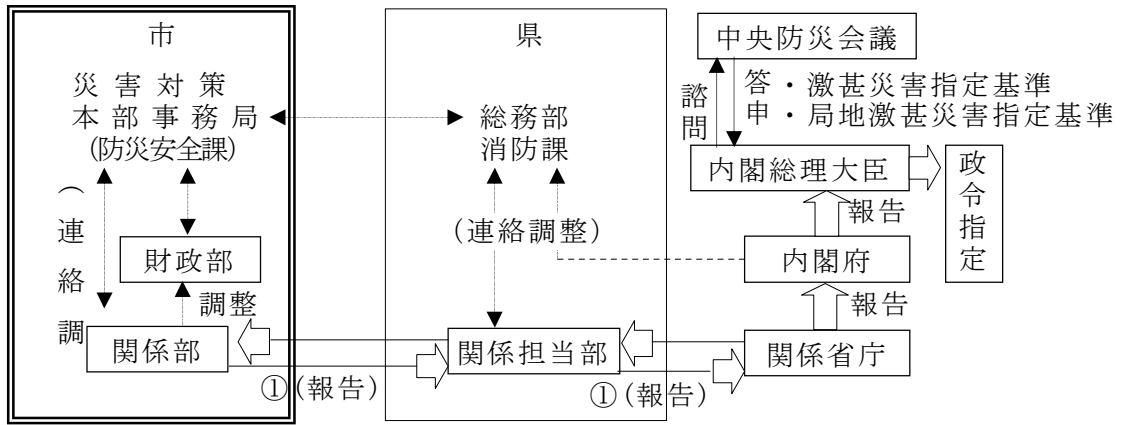 市
災害対策
本部事務局
(防災安全課)
（連絡調
財政部
調整
関係部
①(報告)
県
総務部
消防課
(連絡調整)
関係担当部
①(報告)
中央防災会議
諮問
答・激甚災害指定基準
申・局地激甚災害指定基準
内閣総理大臣
政令指定
報告
内閣府
報告
関係省庁